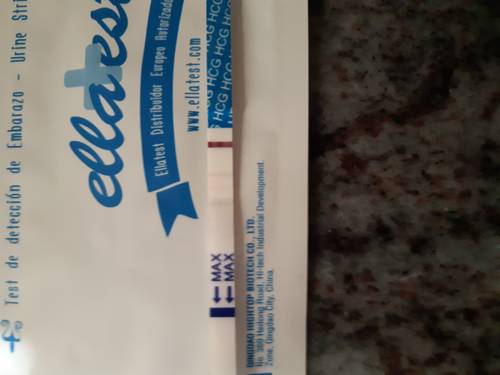 Test de detección de Embarazo - Urine Stri
ellatest
Ellatest Distribuidor Europeo Autorizado
www.ellatest.com
HCG HCG HCG HCG
HCG HCG HCG
MAX
MAX
QINGDAO HIGHTOP BIOTECH CO., LTD.
No. 369 Hedong Road, Hi-tech Industrial Development
Zone, Qingdao City, China.